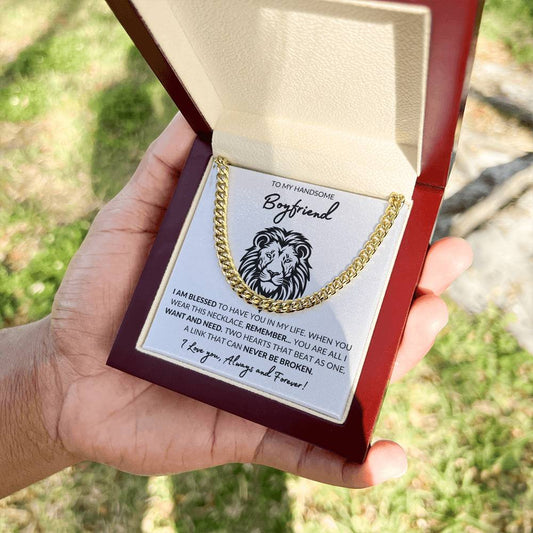 TO MY HANDSOME
Boyfriend
I AM BLESSED TO HAVE YOU IN MY LIFE. WHEN YOU
WEAR THIS NECKLACE, REMEMBER... YOU ARE ALL I
WANT AND NEED. TWO HEARTS THAT BEAT AS ONE.
A LINK THAT CAN NEVER BE BROKEN.
I Love you, Always and Forever!